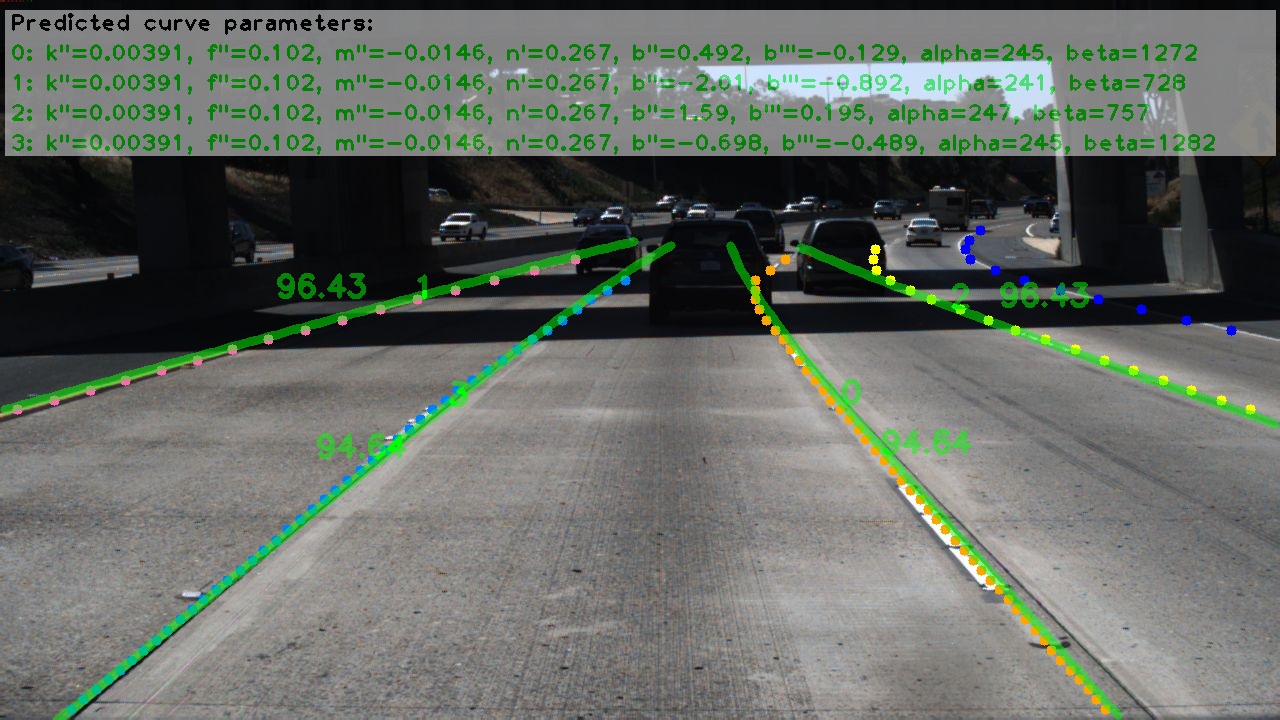 Predicted curve parameters:
0: k''=0.00391, f''=0.102, m''=-0.0146, n'=0.267, b''=0.492, b'''=-0.129, alpha=245, beta=1272
1: k''=0.00391, f''=0.102, m''=-0.0146, n'=0.267, b''=-2.01, b'''=-0.892, alpha=241, beta=728
2: k''=0.00391, f''=0.102, m''=-0.0146, n'=0.267, b''=1.59, b'''=0.195, alpha=247, beta=757
3: k''=0.00391, f''=0.102, m''=-0.0146, n'=0.267, b''=-0.698, b'''=-0.489, alpha=245, beta=1282
96.43 1
2 96.43
3
0
94.64
94.64